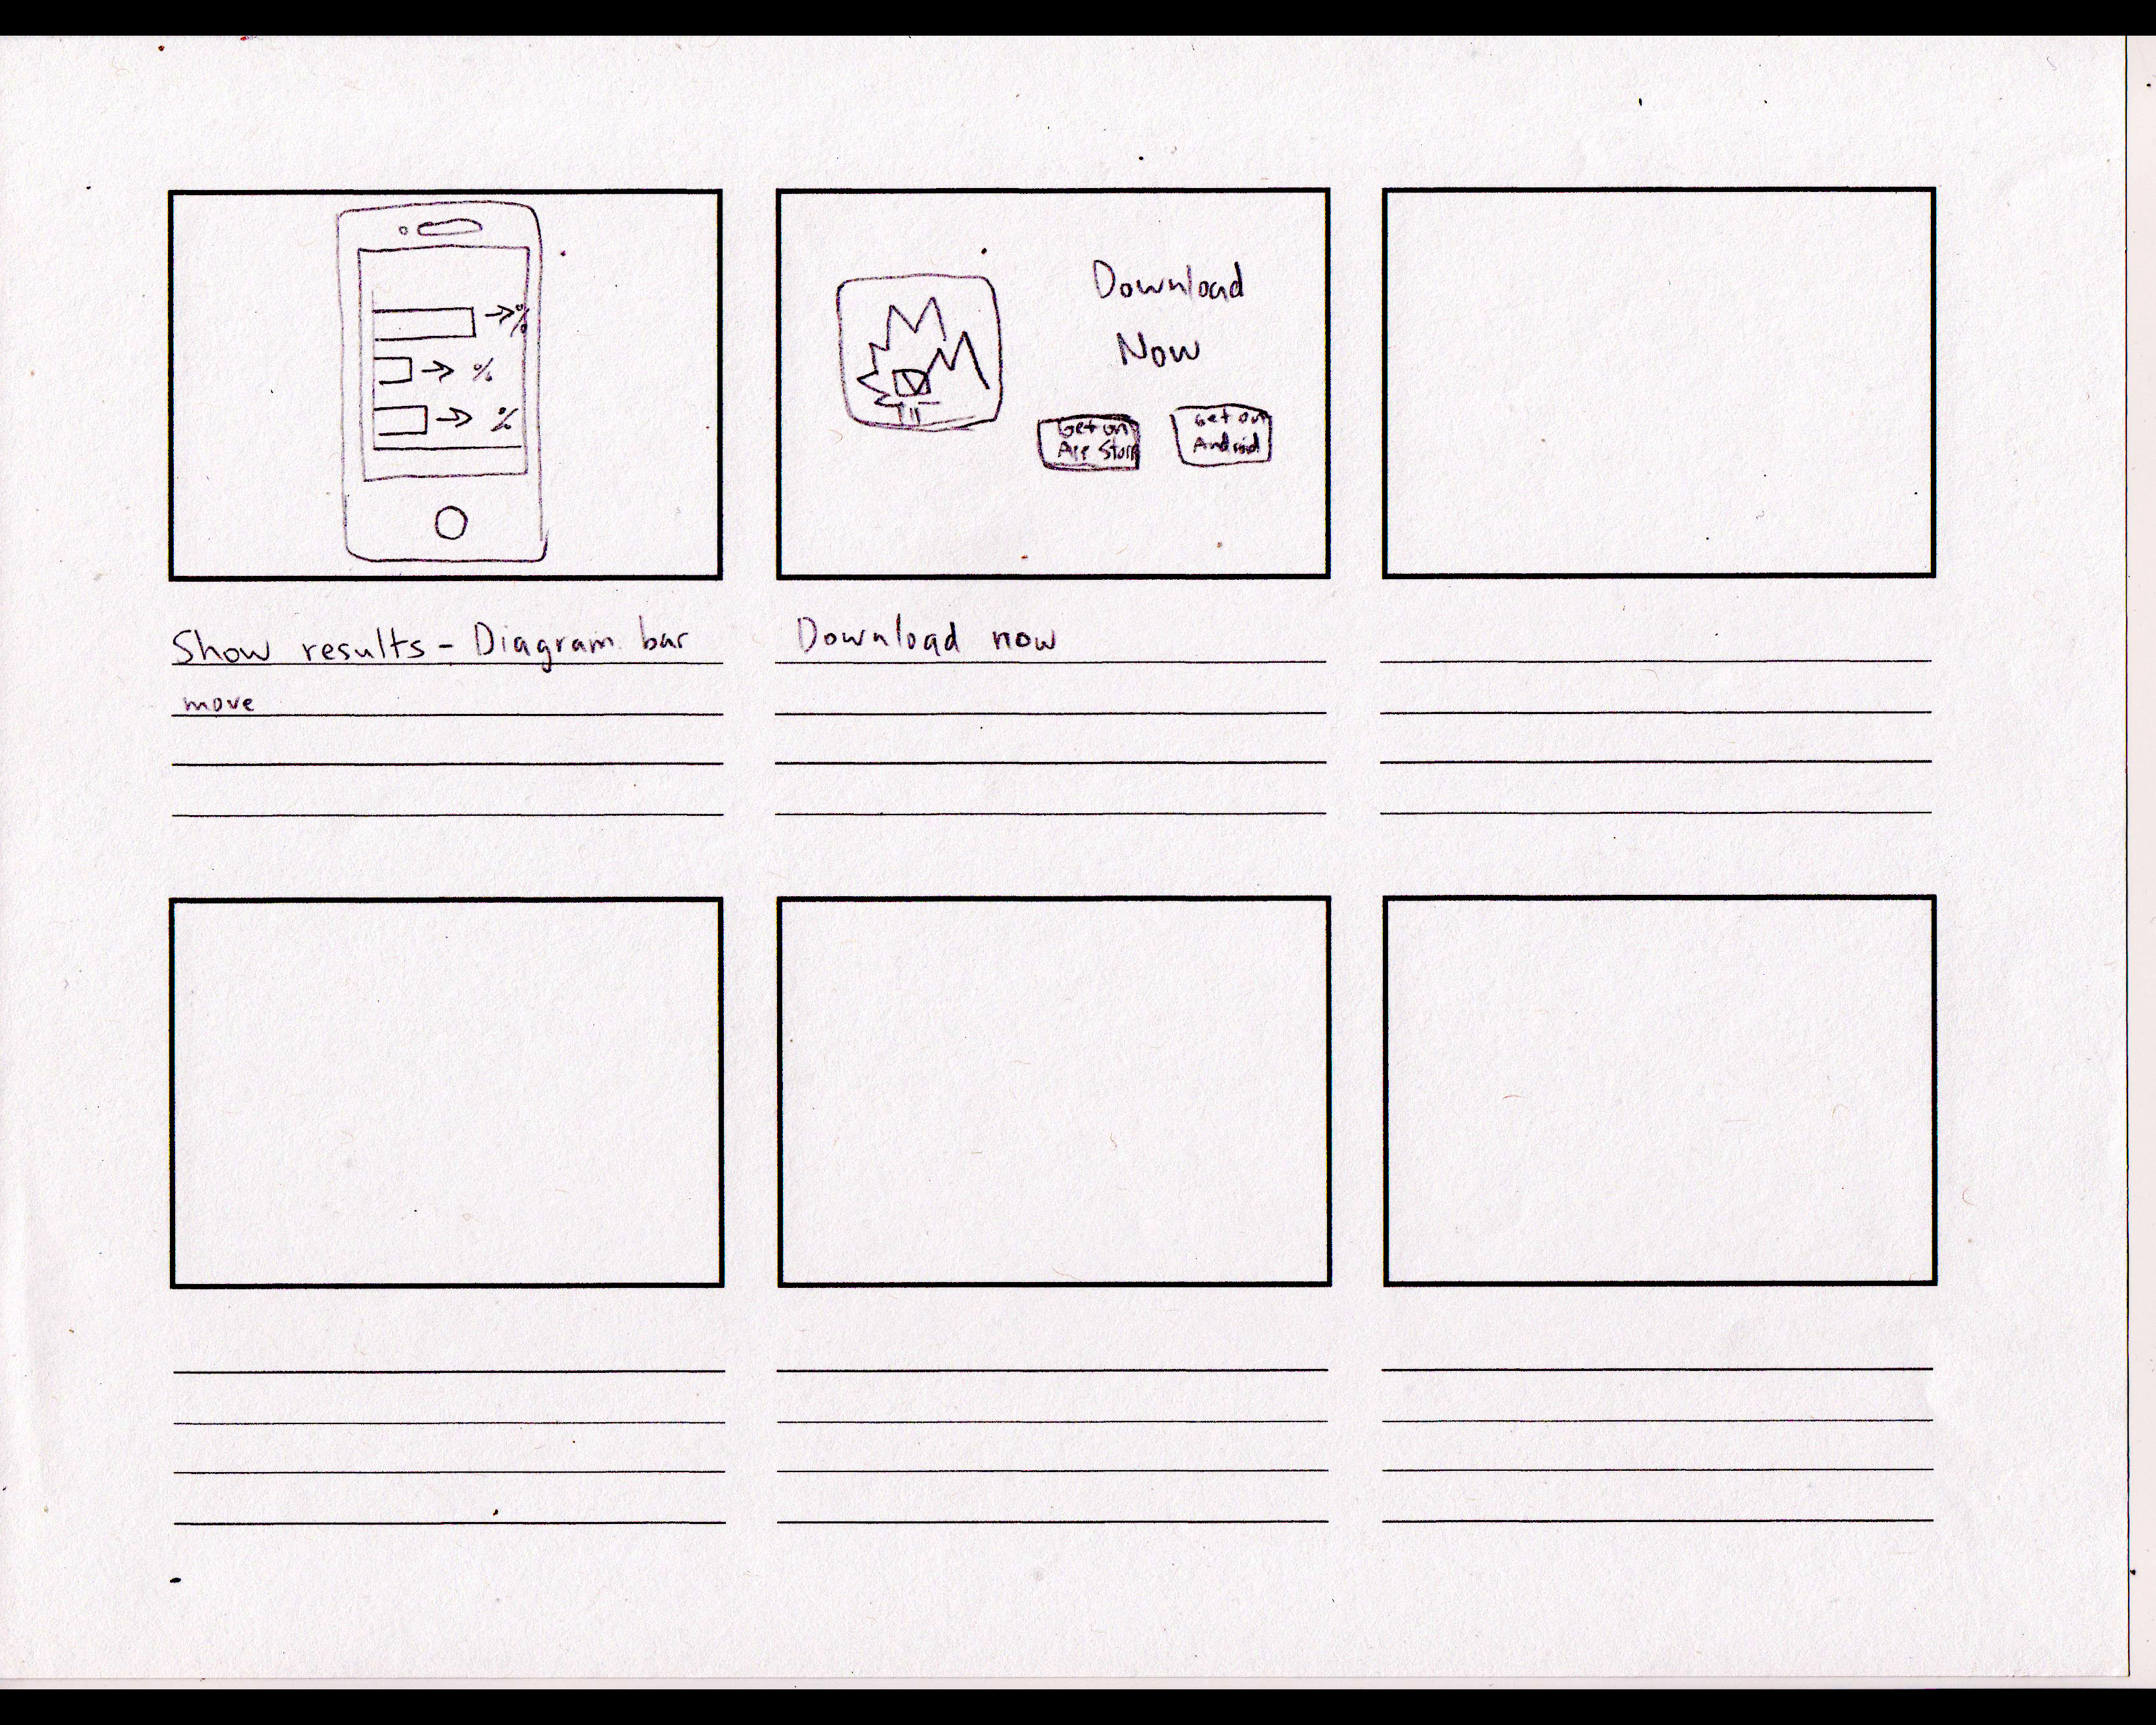 →%
→ %
→ %
Download
Now
Get on
App Store
Get on
Android
Show results - Diagram bar
move
Download now